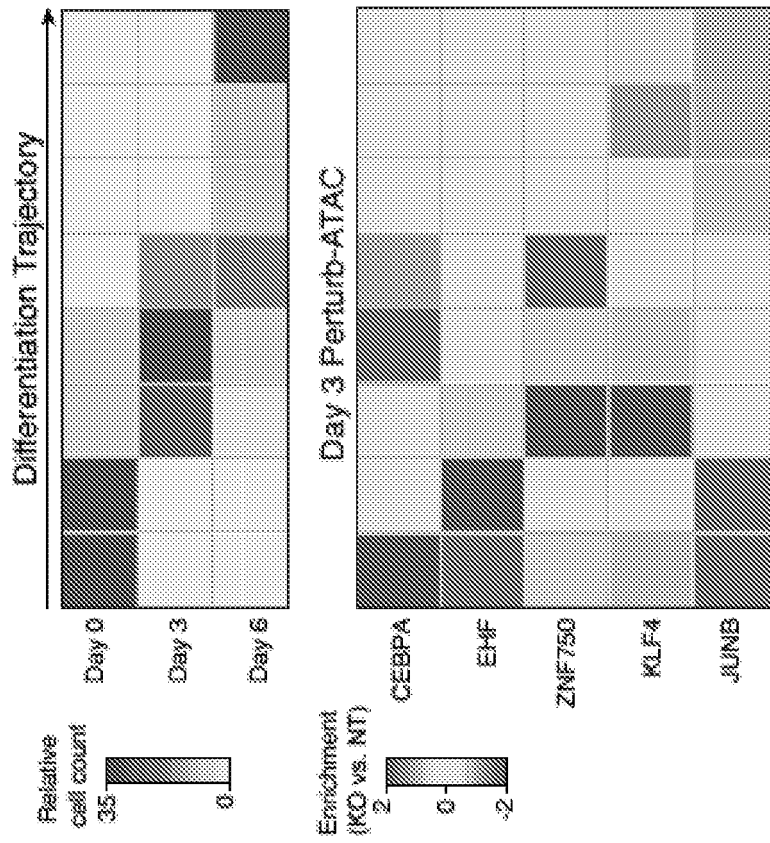 Differentiation Trajectory
Day 0
Day 3
Day 6
Relative
cell count
35
0
Day 3 Perturb-ATAC
CEBPA
EHF
ZNF750
KLF4
JUNB
Enrichment
(KO vs. NT)
2
0
-2